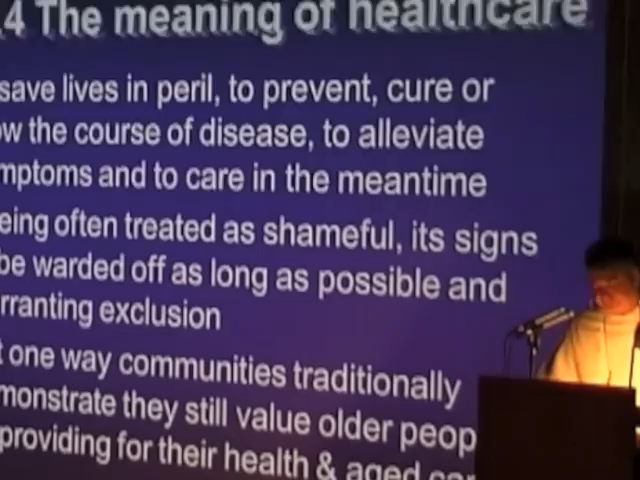 .4 The meaning of healthcare
save lives in peril, to prevent, cure or
ow the course of disease, to alleviate
mptoms and to care in the meantime
eing often treated as shameful, its signs
be warded off as long as possible and
rranting exclusion
t one way communities traditionally
monstrate they still value older peop
providing for their health & aged car